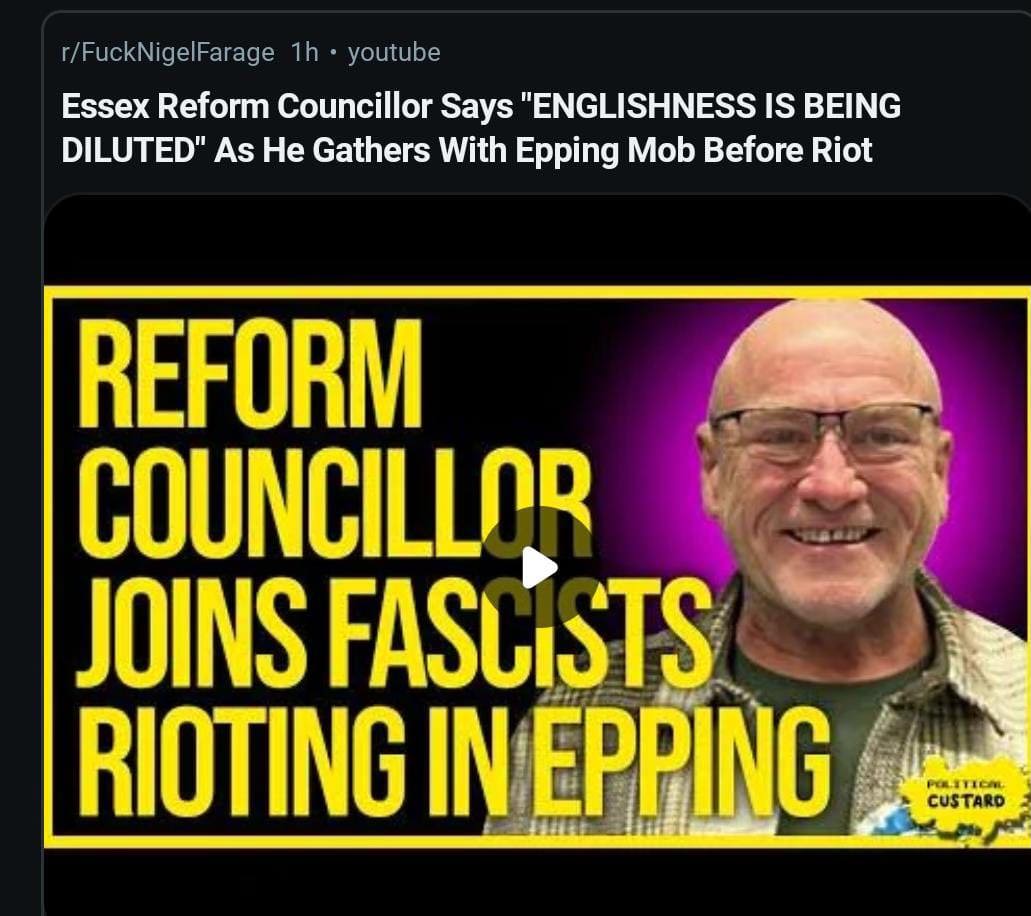 r/FuckNigelFarage 1h • youtube
Essex Reform Councillor Says "ENGLISHNESS IS BEING
DILUTED" As He Gathers With Epping Mob Before Riot
REFORM
COUNCILLOR
JOINS FASCISTS
RIOTING IN EPPING
POLITICAL
CUSTARD